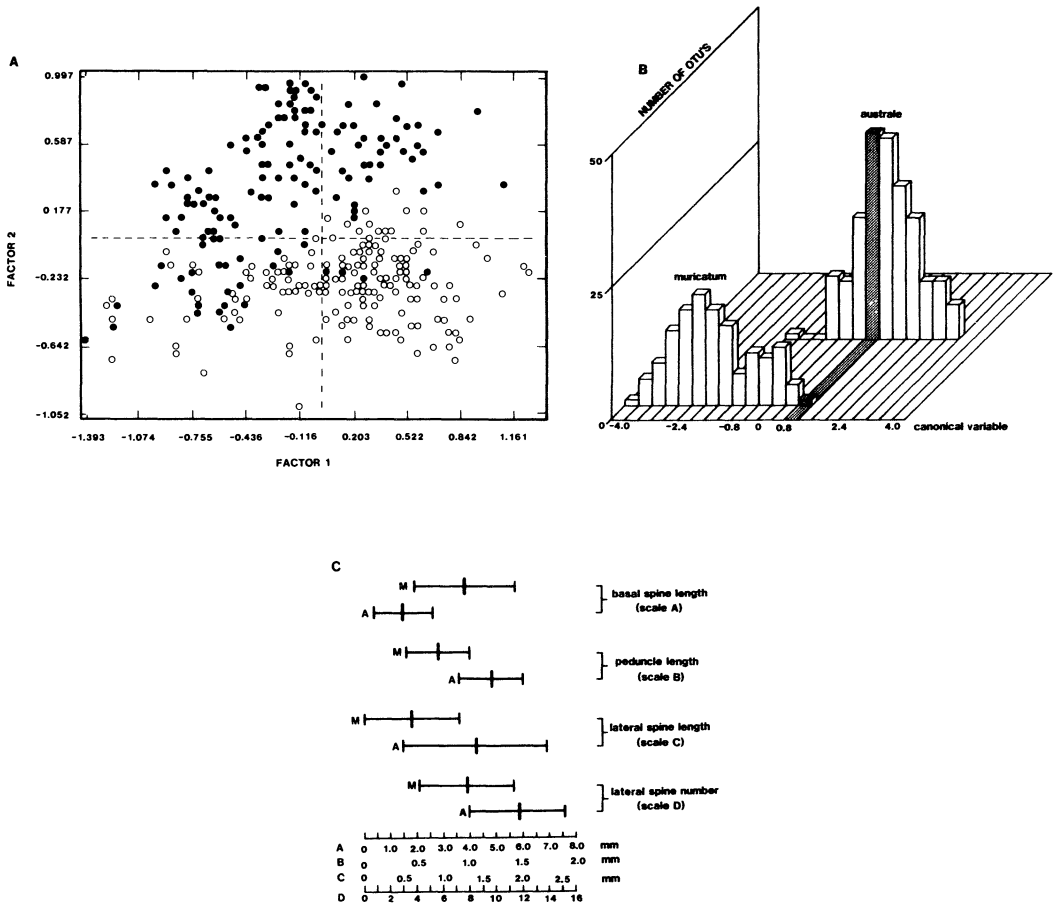 A
0.997
0.587
0.177
-0.232
-0.642
-1.052
FACTOR 2
-1.393 -1.074 -0.755 -0.436 -0.116 0.203 0.522 0.842 1.161
FACTOR 1
B
NUMBER OF OTU'S
australe
muricatum
50
25
0 -4.0 -2.4 -0.8 0 0.8 2.4 4.0 canonical variable
C
M
A
basal spine length
(scale A)
M
A
peduncle length
(scale B)
M
A
lateral spine length
(scale C)
M
A
lateral spine number
(scale D)
A 0 1.0 2.0 3.0 4.0 5.0 6.0 7.0 8.0 mm
B 0 0.5 1.0 1.5 2.0 mm
C 0 0.5 1.0 1.5 2.0 2.5 mm
D 0 2 4 6 8 10 12 14 16